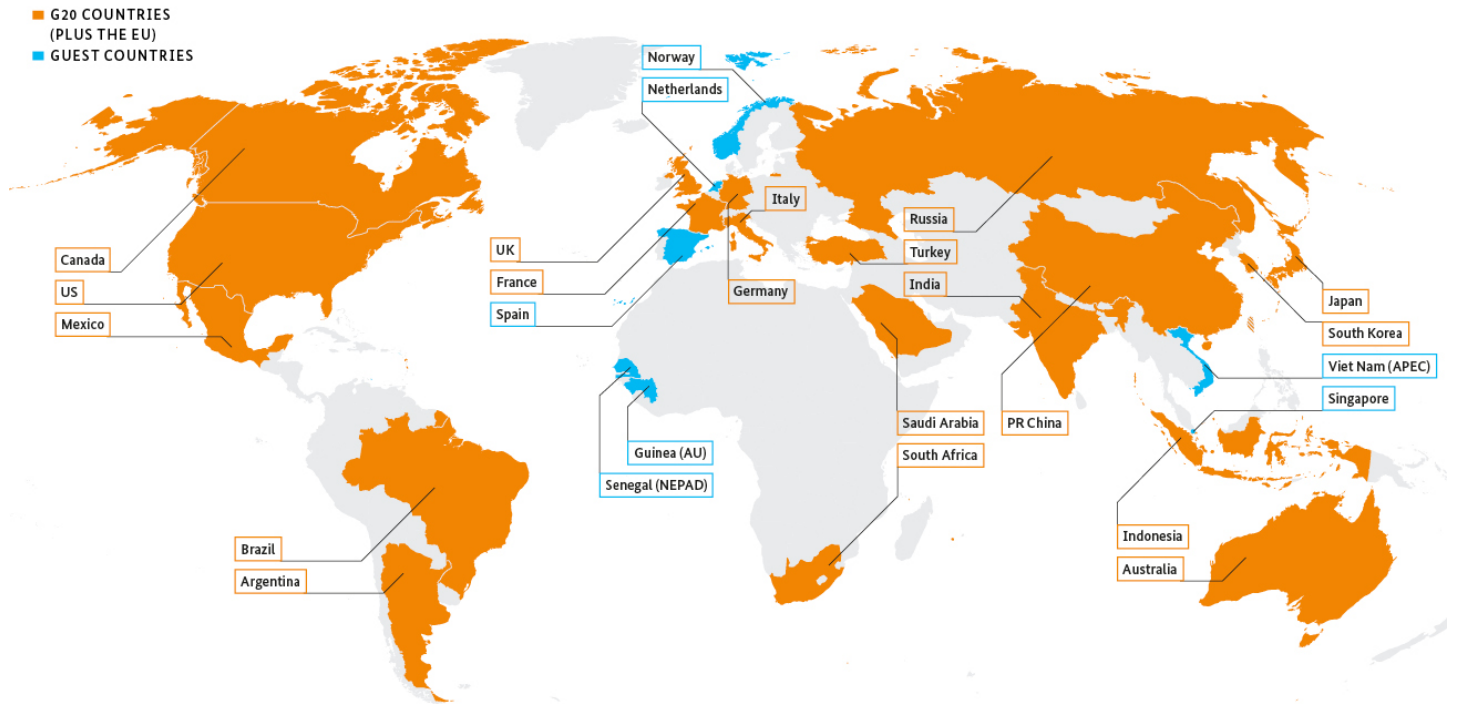 G20 COUNTRIES
(PLUS THE EU)
GUEST COUNTRIES
Norway
Netherlands
Italy
Russia
UK
Turkey
Canada
France
India
Germany
US
Japan
Spain
Mexico
South Korea
Viet Nam (APEC)
Singapore
Saudi Arabia
PR China
Guinea (AU)
South Africa
Senegal (NEPAD)
Indonesia
Brazil
Australia
Argentina